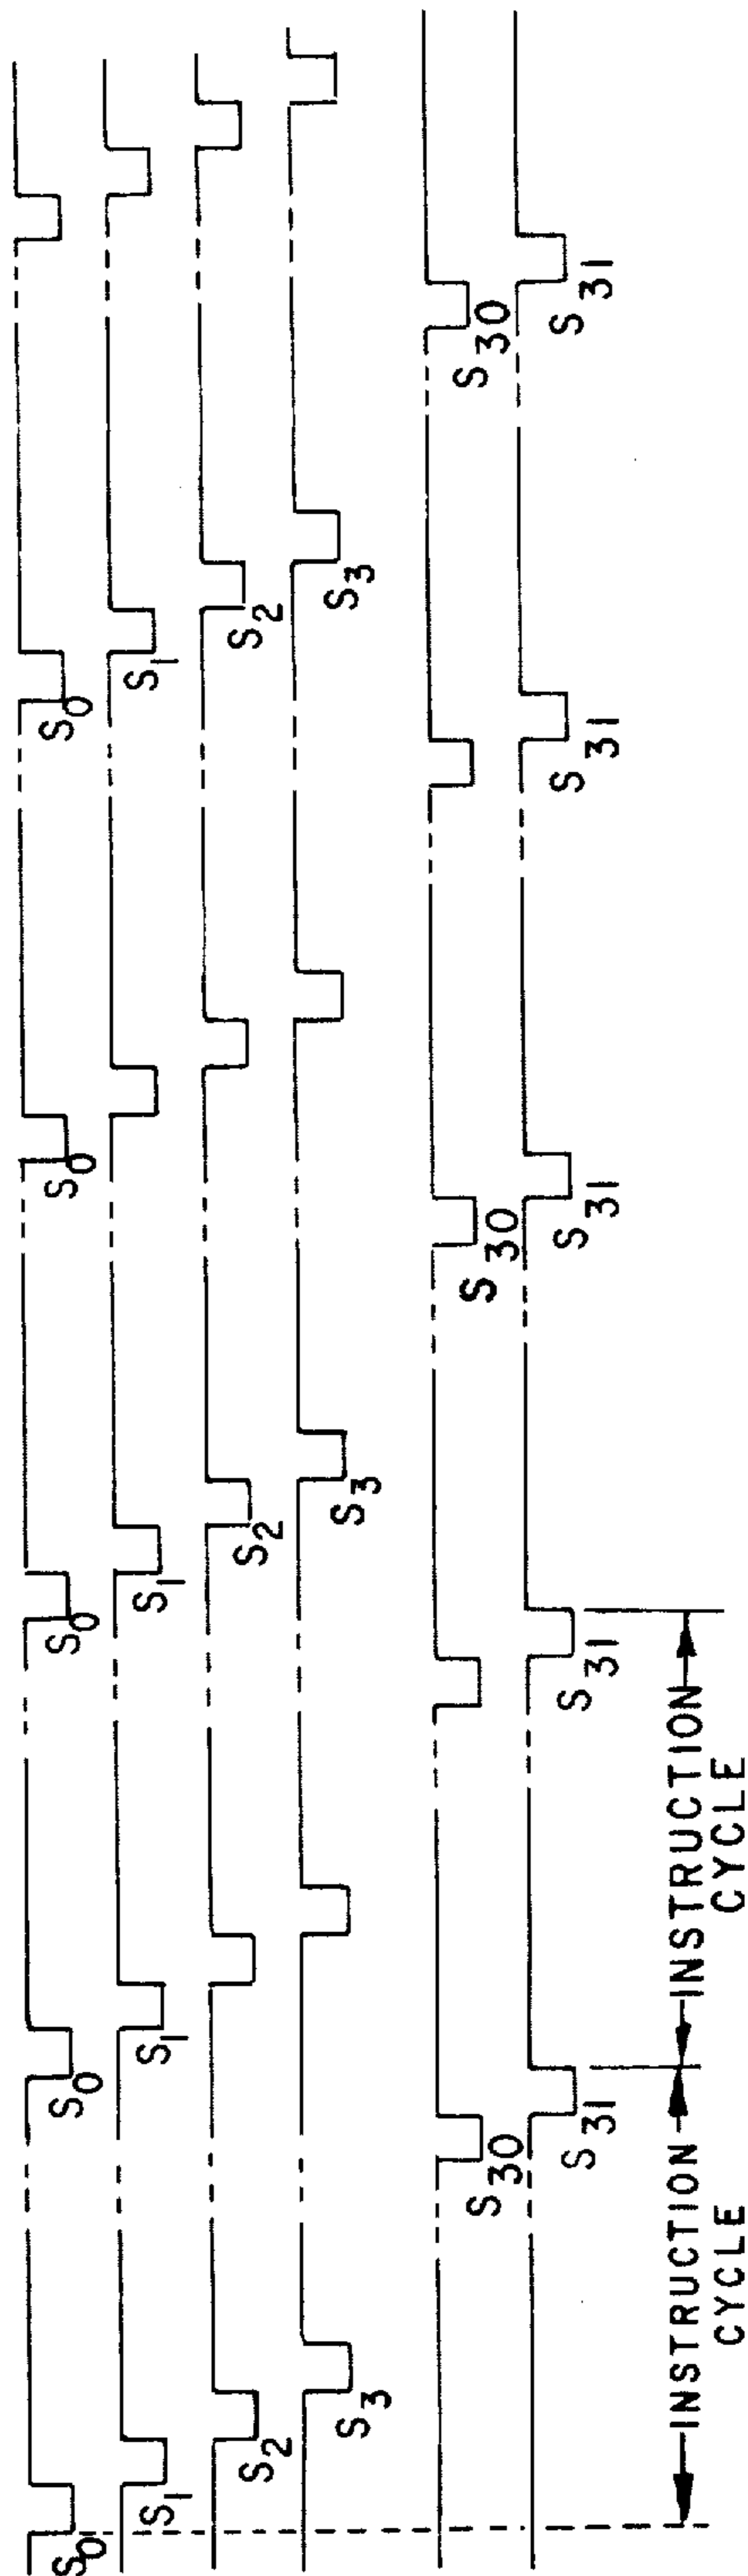 S₀ S₀ S₀ S₀ S₀
S₁ S₁ S₁ S₁
S₂ S₂ S₂
S₃ S₃ S₃
S₃₀ S₃₀ S₃₀
S₃₁ S₃₁ S₃₁ S₃₁ S₃₁
INSTRUCTION INSTRUCTION
CYCLE CYCLE